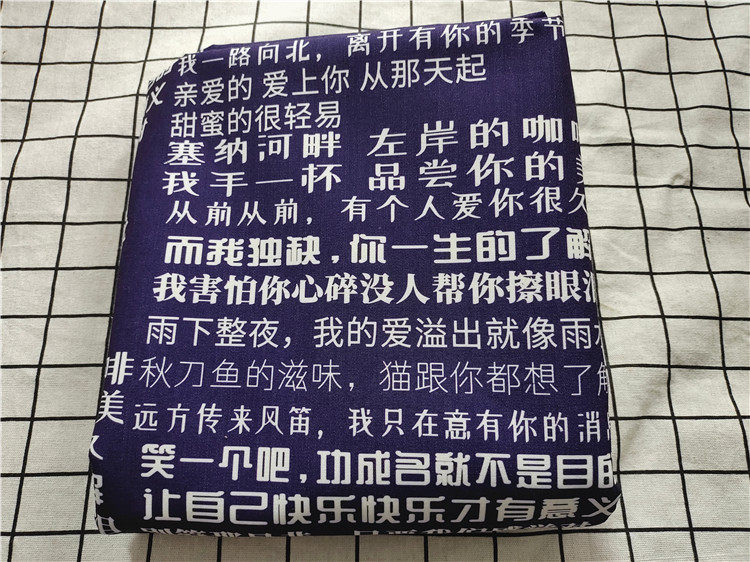 我一路向北，离开有你的季节
亲爱的 爱上你 从那天起
甜蜜的很轻易
塞纳河畔 左岸的咖
我手一杯 品尝你的美
从前从前，有个人爱你很久
而我独缺，你一生的了解
我害怕你心碎没人帮你擦眼泪
雨下整夜，我的爱溢出就像雨水
秋刀鱼的滋味，猫跟你都想了解
远方传来风笛，我只在意有你的消
笑一个吧，功成名就不是目的
让自己快乐快乐才有意义
义
美